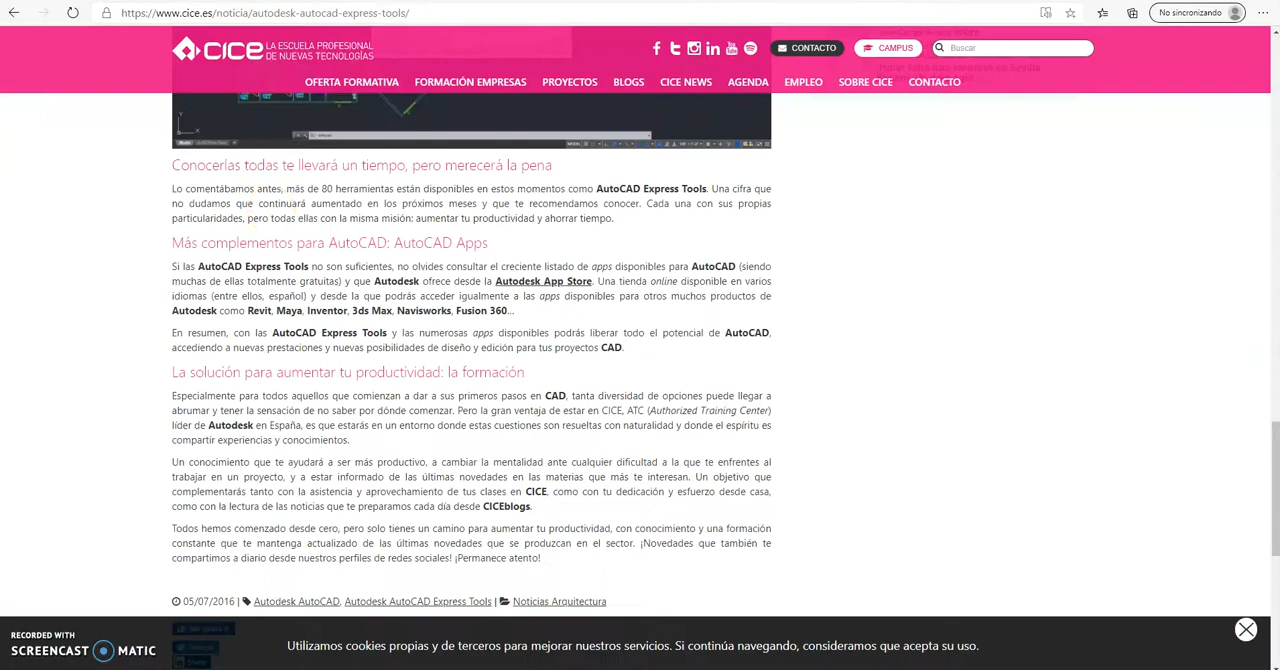 https://www.cice.es/noticia/autodesk-autocad-express-tools/
No sincronizando
CICE LA ESCUELA PROFESIONAL
DE NUEVAS TECNOLOGÍAS
CONTACTO
CAMPUS
Buscar
OFERTA FORMATIVA FORMACIÓN EMPRESAS PROYECTOS BLOGS CICE NEWS AGENDA EMPLEO SOBRE CICE CONTACTO
Conocerlas todas te llevará un tiempo, pero merecerá la pena
Lo comentábamos antes, más de 80 herramientas están disponibles en estos momentos como AutoCAD Express Tools. Una cifra que
no dudamos que continuará aumentado en los próximos meses y que te recomendamos conocer. Cada una con sus propias
particularidades, pero todas ellas con la misma misión: aumentar tu productividad y ahorrar tiempo.
Más complementos para AutoCAD: AutoCAD Apps
Si las AutoCAD Express Tools no son suficientes, no olvides consultar el creciente listado de apps disponibles para AutoCAD (siendo
muchas de ellas totalmente gratuitas) y que Autodesk ofrece desde la Autodesk App Store. Una tienda online disponible en varios
idiomas (entre ellos, español) y desde la que podrás acceder igualmente a las apps disponibles para otros muchos productos de
Autodesk como Revit, Maya, Inventor, 3ds Max, Navisworks, Fusion 360...
En resumen, con las AutoCAD Express Tools y las numerosas apps disponibles podrás liberar todo el potencial de AutoCAD,
accediendo a nuevas prestaciones y nuevas posibilidades de diseño y edición para tus proyectos CAD.
La solución para aumentar tu productividad: la formación
Especialmente para todos aquellos que comienzan a dar a sus primeros pasos en CAD, tanta diversidad de opciones puede llegar a
abrumar y tener la sensación de no saber por dónde comenzar. Pero la gran ventaja de estar en CICE, ATC (Authorized Training Center)
líder de Autodesk en España, es que estarás en un entorno donde estas cuestiones son resueltas con naturalidad y donde el espíritu es
compartir experiencias y conocimientos.
Un conocimiento que te ayudará a ser más productivo, a cambiar la mentalidad ante cualquier dificultad a la que te enfrentes al
trabajar en un proyecto, y a estar informado de las últimas novedades en las materias que más te interesan. Un objetivo que
complementarás tanto con la asistencia y aprovechamiento de tus clases en CICE, como con tu dedicación y esfuerzo desde casa,
como con la lectura de las noticias que te preparamos cada día desde CICEblogs.
Todos hemos comenzado desde cero, pero solo tienes un camino para aumentar tu productividad, con conocimiento y una formación
constante que te mantenga actualizado de las últimas novedades que se produzcan en el sector. ¡Novedades que también te
compartimos a diario desde nuestros perfiles de redes sociales! ¡Permanece atento!
05/07/2016 | Autodesk AutoCAD, Autodesk AutoCAD Express Tools | Noticias Arquitectura
Share
RECORDED WITH
SCREENCAST MATIC
Utilizamos cookies propias y de terceros para mejorar nuestros servicios. Si continúa navegando, consideramos que acepta su uso.